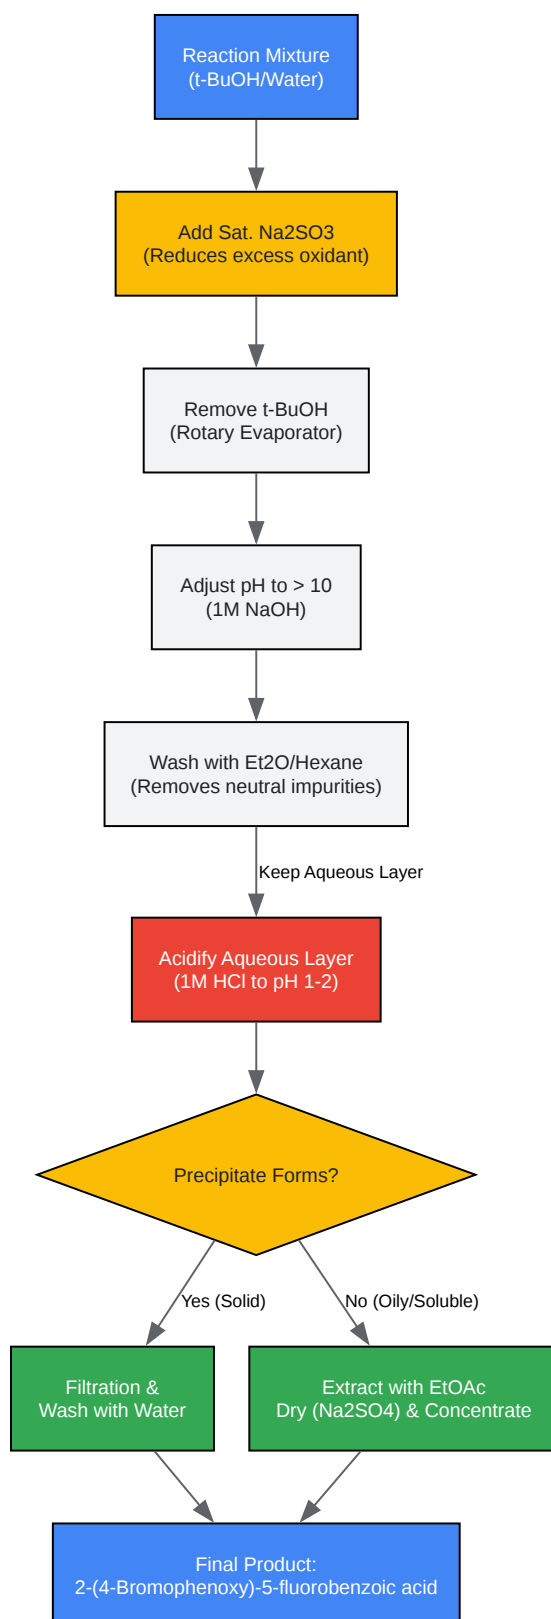 Reaction Mixture
(t-BuOH/Water)
Add Sat. Na2SO3
(Reduces excess oxidant)
Remove t-BuOH
(Rotary Evaporator)
Adjust pH to > 10
(1M NaOH)
Wash with Et2O/Hexane
(Removes neutral impurities)
Keep Aqueous Layer
Acidify Aqueous Layer
(1M HCl to pH 1-2)
Precipitate Forms?
Yes (Solid)
No (Oily/Soluble)
Filtration &
Wash with Water
Extract with EtOAc
Dry (Na2SO4) & Concentrate
Final Product:
2-(4-Bromophenoxy)-5-fluorobenzoic acid